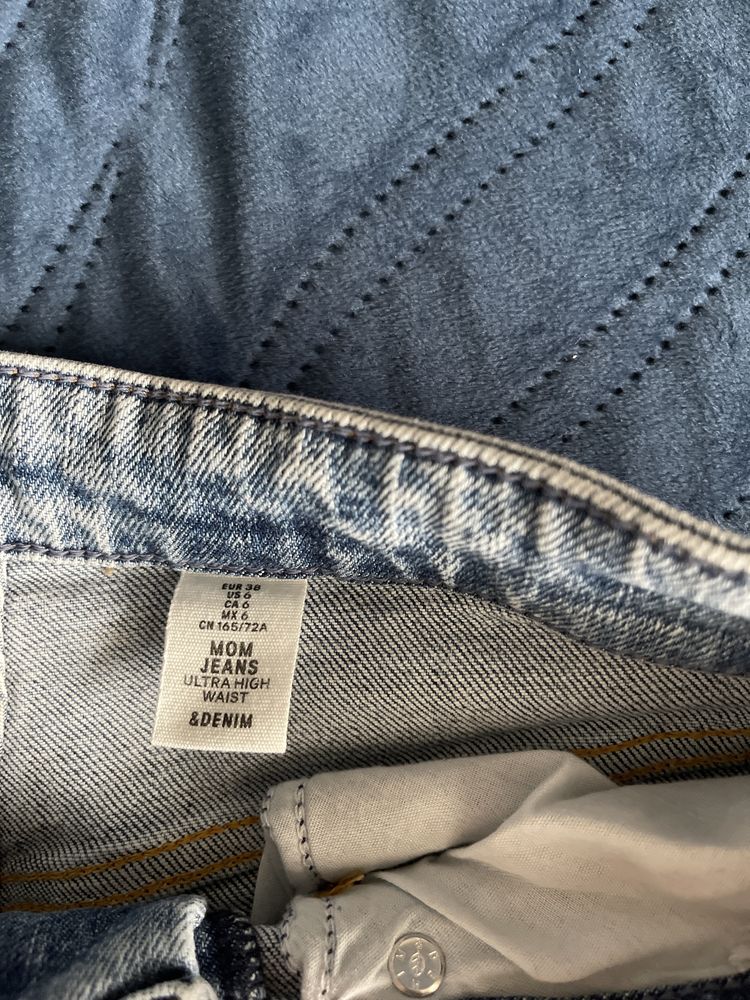 EUR 38
US 6
CA 6
MX 6
CN 165/72A
MOM
JEANS
ULTRA HIGH
WAIST
&DENIM